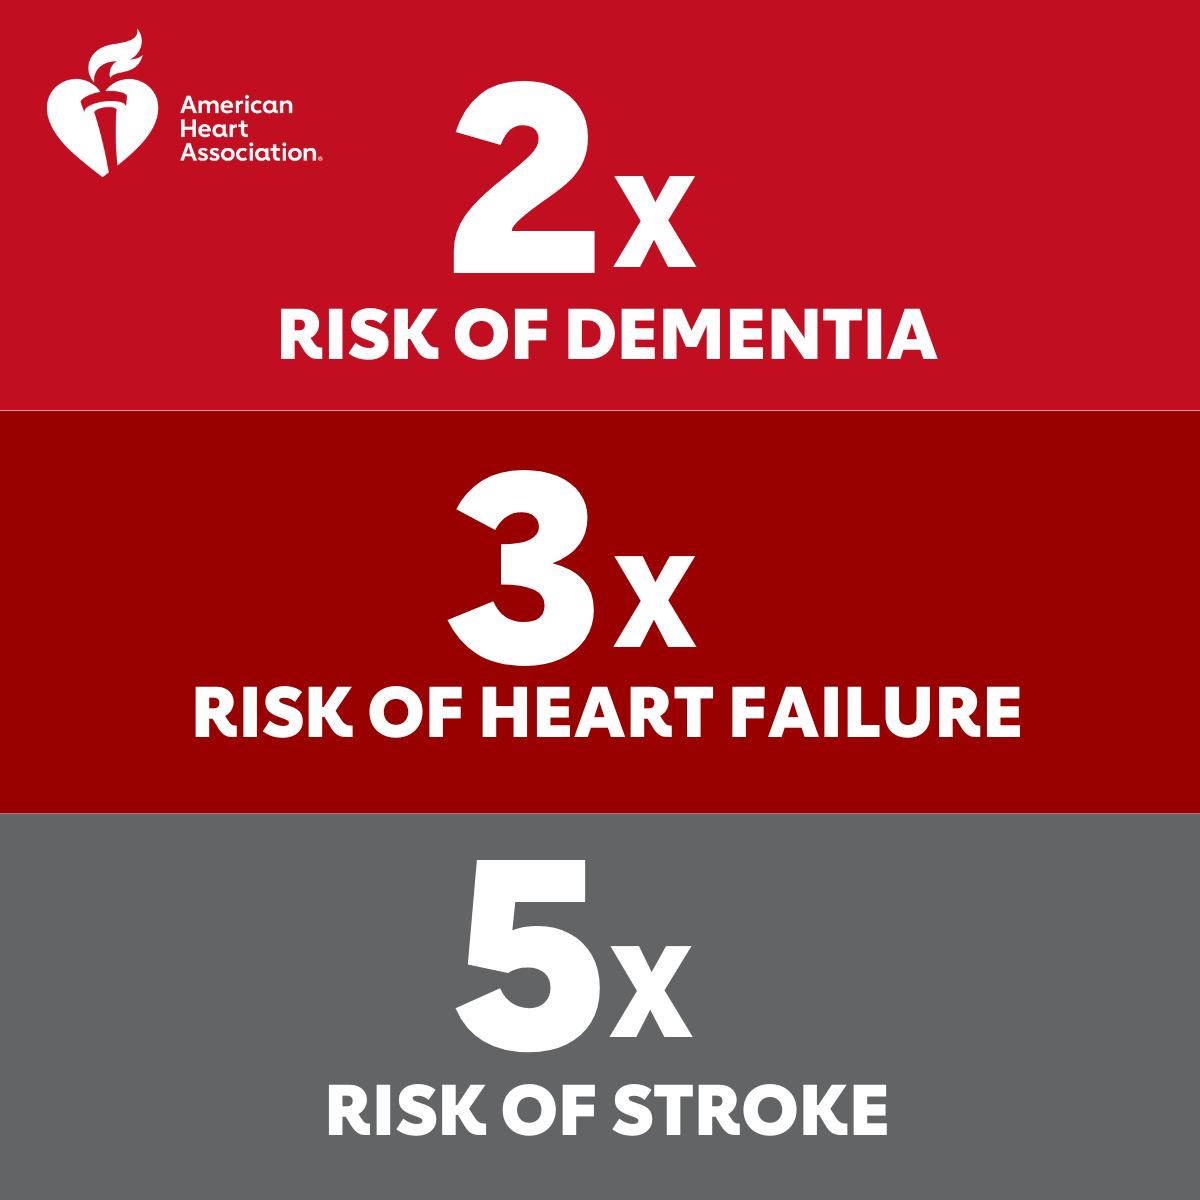 American
Heart
Association®
2x
RISK OF DEMENTIA
3x
RISK OF HEART FAILURE
5x
RISK OF STROKE